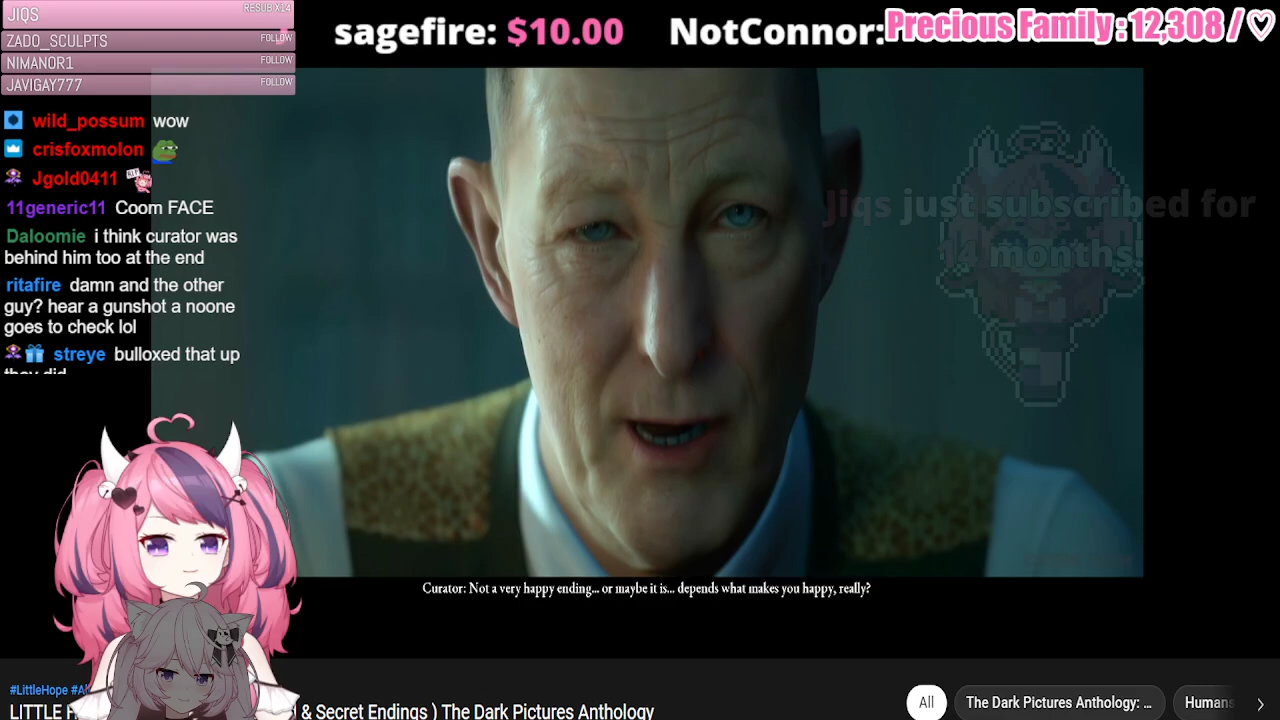 JIQS
RESUB X14
ZADO_SCULPTS
FOLLOW
NIMANOR1
FOLLOW
JAVIGAY777
FOLLOW
sagefire: $10.00 NotConnor:
Precious Family : 12,308 / ♡
wild_possum wow
crisfoxmolon
Jgold0411
11generic11 Coom FACE
Daloomie i think curator was
behind him too at the end
ritafire damn and the other
guy? hear a gunshot a noone
goes to check lol
streye bulloxed that up
they did
Jiqs just subscribed for
14 months!
Curator: Not a very happy ending... or maybe it is... depends what makes you happy, really?
#LittleHope
LITTLE
& Secret Endings ) The Dark Pictures Anthology
All
The Dark Pictures Anthology: ...
Humans